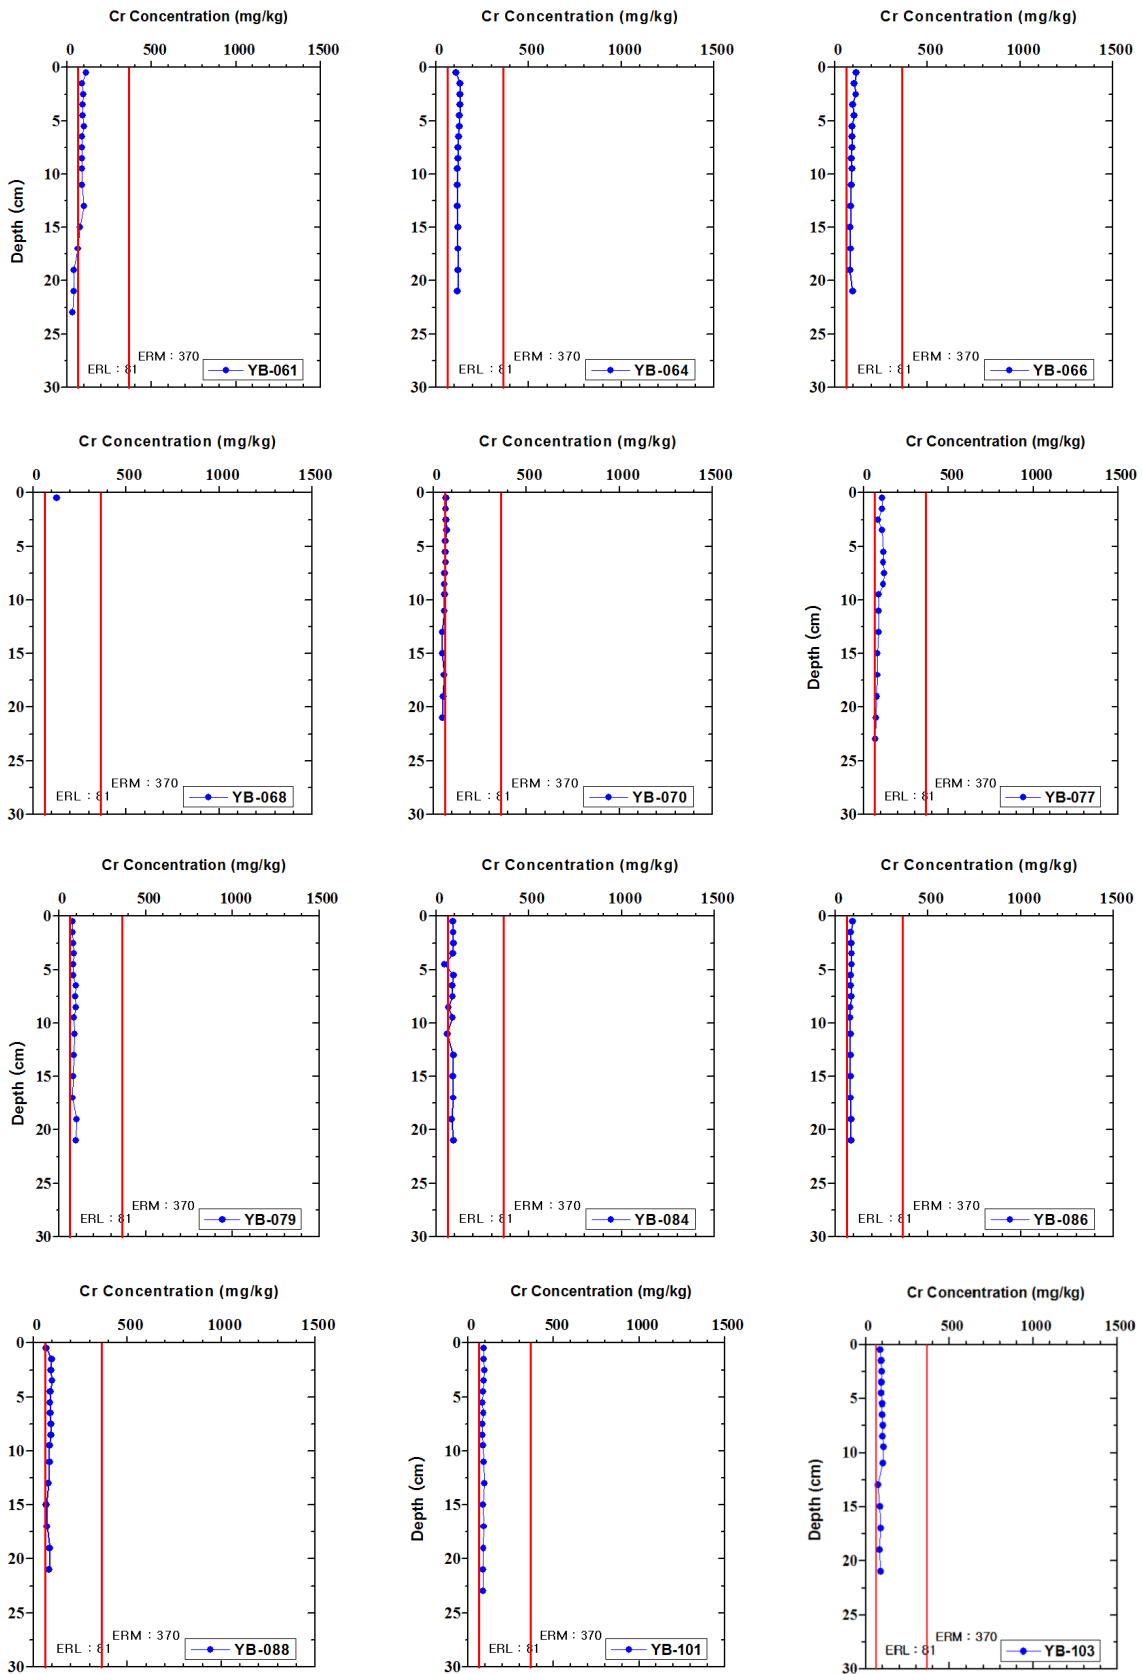 Cr Concentration (mg/kg) Cr Concentration (mg/kg) Cr Concentration (mg/kg)
0 500 1000 1500 0 500 1000 1500 0 500 1000 1500
0 0 0
5 5 5
10 10 10
15 15 15
Depth (cm)
20 20 20
25 25 25
ERM : 370 ERM : 370 ERM : 370
ERL : 81 YB-061 ERL : 81 YB-064 ERL : 81 YB-066
30 30 30
Cr Concentration (mg/kg) Cr Concentration (mg/kg) Cr Concentration (mg/kg)
0 500 1000 1500 0 500 1000 1500 0 500 1000 1500
0 0 0
5 5 5
10 10 10
15 15 15
Depth (cm)
20 20 20
25 25 25
ERM : 370 ERM : 370 ERM : 370
ERL : 81 YB-068 ERL : 81 YB-070 ERL : 81 YB-077
30 30 30
Cr Concentration (mg/kg) Cr Concentration (mg/kg) Cr Concentration (mg/kg)
0 500 1000 1500 0 500 1000 1500 0 500 1000 1500
0 0 0
5 5 5
10 10 10
15 15 15
Depth (cm)
20 20 20
25 25 25
ERM : 370 ERM : 370 ERM : 370
ERL : 81 YB-079 ERL : 81 YB-084 ERL : 81 YB-086
30 30 30
Cr Concentration (mg/kg) Cr Concentration (mg/kg) Cr Concentration (mg/kg)
0 500 1000 1500 0 500 1000 1500 0 500 1000 1500
0 0 0
5 5 5
10 10 10
15 15 15
Depth (cm) Depth (cm)
20 20 20
25 25 25
ERM : 370 ERM : 370 ERM : 370
ERL : 81 YB-088 ERL : 81 YB-101 ERL : 81 YB-103
30 30 30